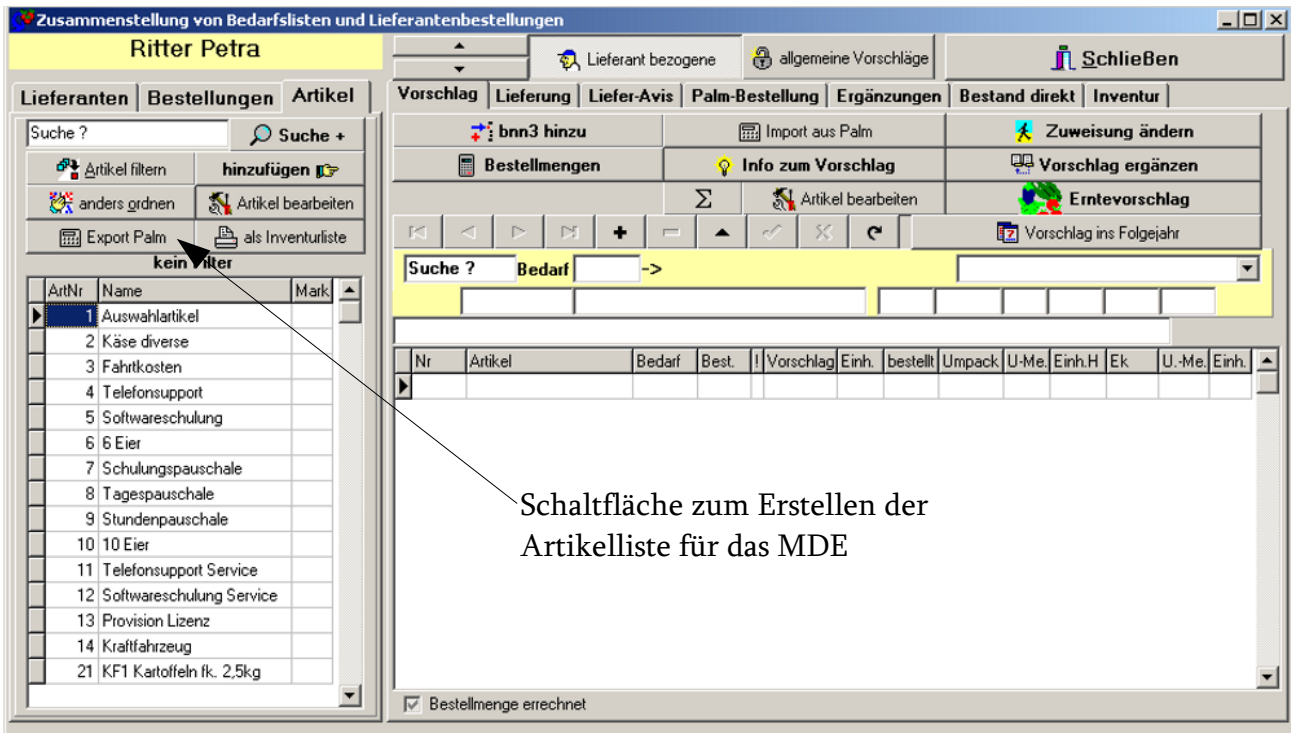 Zusammenstellung von Bedarfslisten und Lieferantenbestellungen
Ritter Petra
Lieferant bezogene
allgemeine Vorschläge
Schließen
Lieferanten Bestellungen Artikel
Suche ? Suche +
Artikel filtern hinzufügen
anders ordnen Artikel bearbeiten
Export Palm als Inventurliste
kein Filter
ArtNr Name Mark
1 Auswahlartikel
2 Käse diverse
3 Fahrtkosten
4 Telefonsupport
5 Softwareschulung
6 6 Eier
7 Schulungspauschale
8 Tagespauschale
9 Stundenpauschale
10 10 Eier
11 Telefonsupport Service
12 Softwareschulung Service
13 Provision Lizenz
14 Kraftfahrzeug
21 KF1 Kartoffeln fk. 2,5kg
Vorschlag Lieferung Liefer-Avis Palm-Bestellung Ergänzungen Bestand direkt Inventur
bnn3 hinzu Import aus Palm Zuweisung ändern
Bestellmengen Info zum Vorschlag Vorschlag ergänzen
Σ Artikel bearbeiten Erntevorschlag
Vorschlag ins Folgejahr
Suche ? Bedarf ->
Nr Artikel Bedarf Best. ! Vorschlag Einh. bestellt Umpack U-Me. Einh.H Ek U.-Me. Einh.
Schaltfläche zum Erstellen der
Artikelliste für das MDE
Bestellmenge errechnet